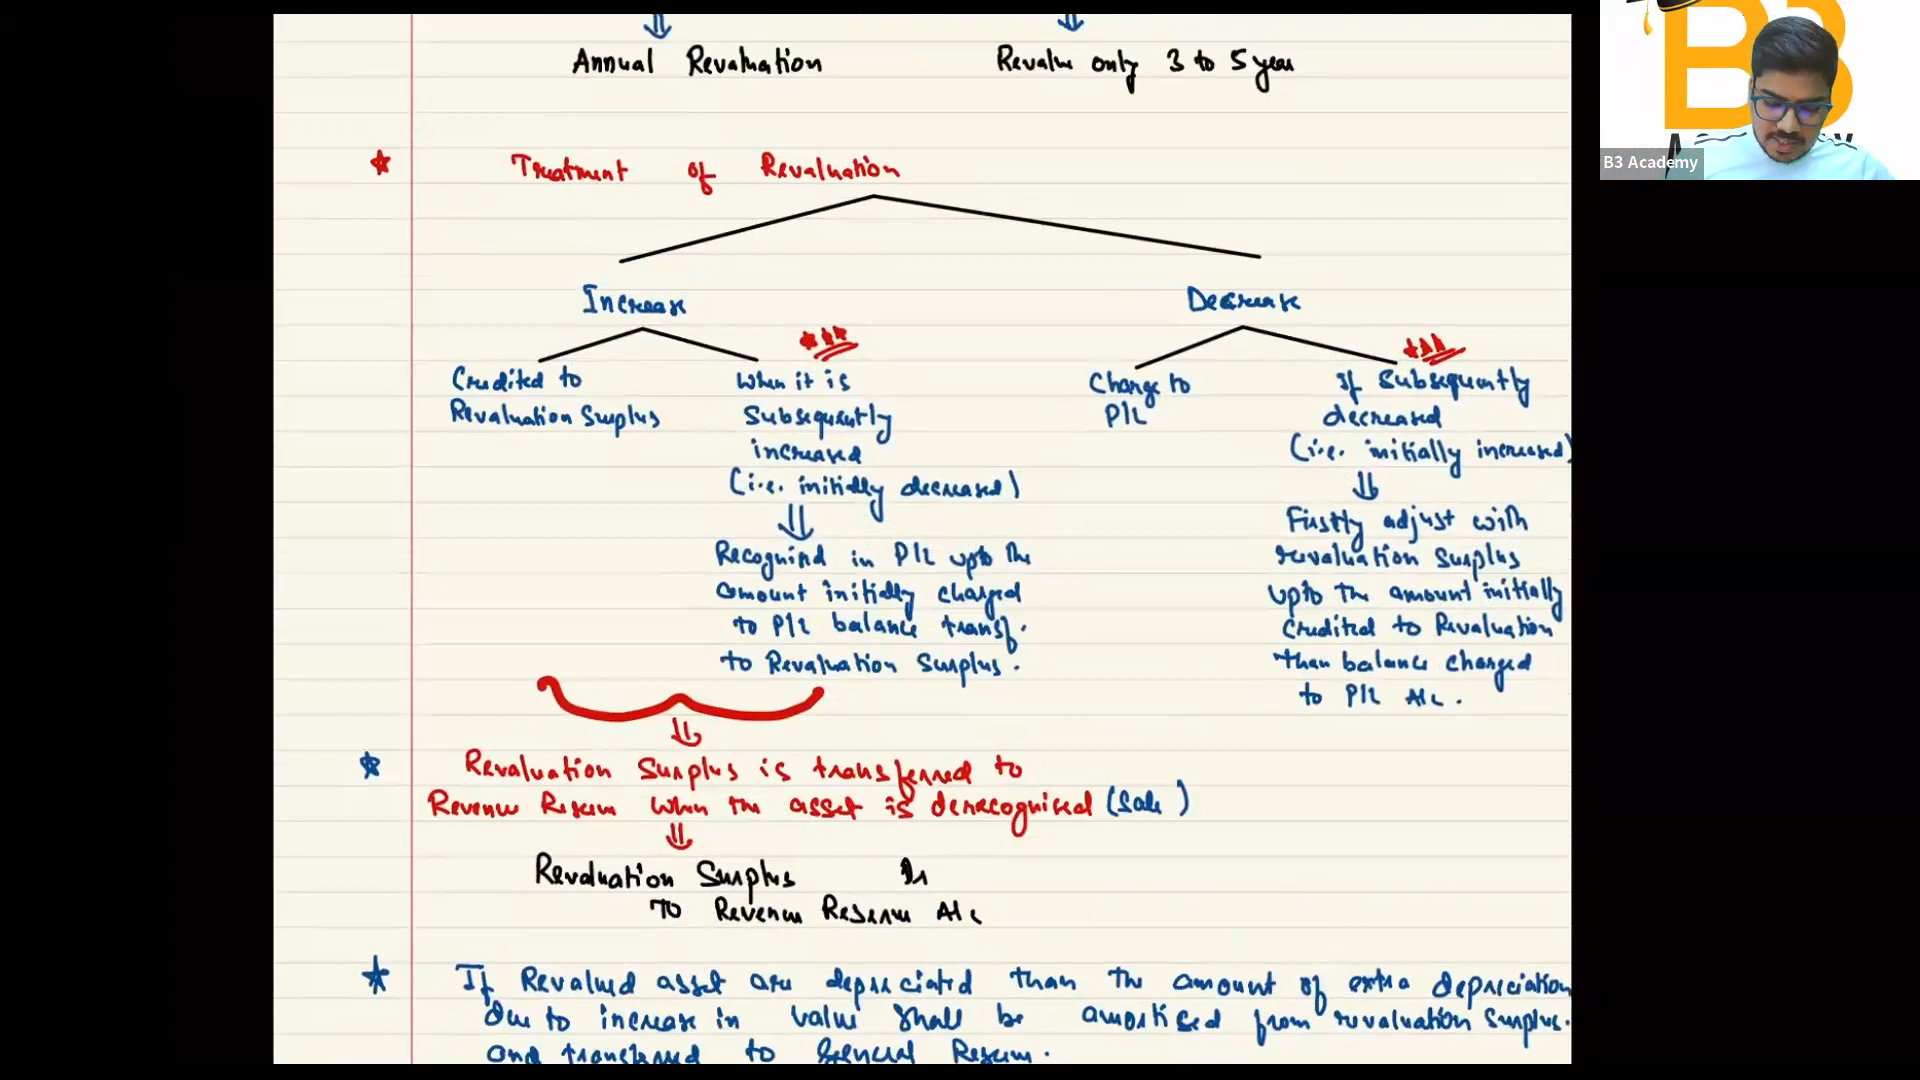 Annual Revaluation
Revalue only 3 to 5 year
Treatment of Revaluation
Increase
Decrease
Credited to
Revaluation Surplus
When it is
Subsequently
increased
(i.e. initially decreased)
Recognised in P/L upto the
amount initially charged
to P/L balance transf.
to Revaluation Surplus.
Charge to
P/L
If Subsequently
decreased
(i.e. initially increased)
Firstly adjust with
revaluation Surplus
upto the amount initially
credited to Revaluation
than balance charged
to P/L A/c.
Revaluation Surplus is transferred to
Revenue Reserve when the asset is derecognised (Sale)
Revaluation Surplus Dr
To Revenue Reserve A/c
If Revalued asset are depreciated than the amount of extra depreciation
due to increase in value shall be amortised from revaluation surplus.
and transferred to General Reserve.
B3
B3 Academy